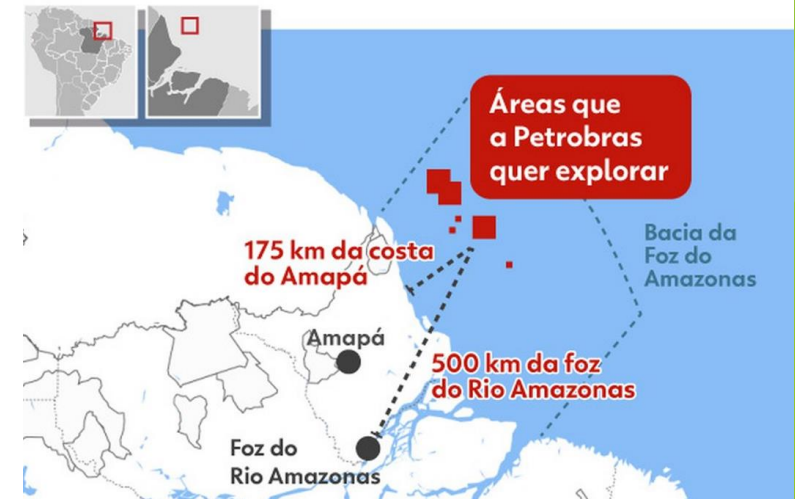 Áreas que
a Petrobras
quer explorar
Bacia da
Foz do
Amazonas
175 km da costa
do Amapá
Amapá
500 km da foz
do Rio Amazonas
Foz do
Rio Amazonas